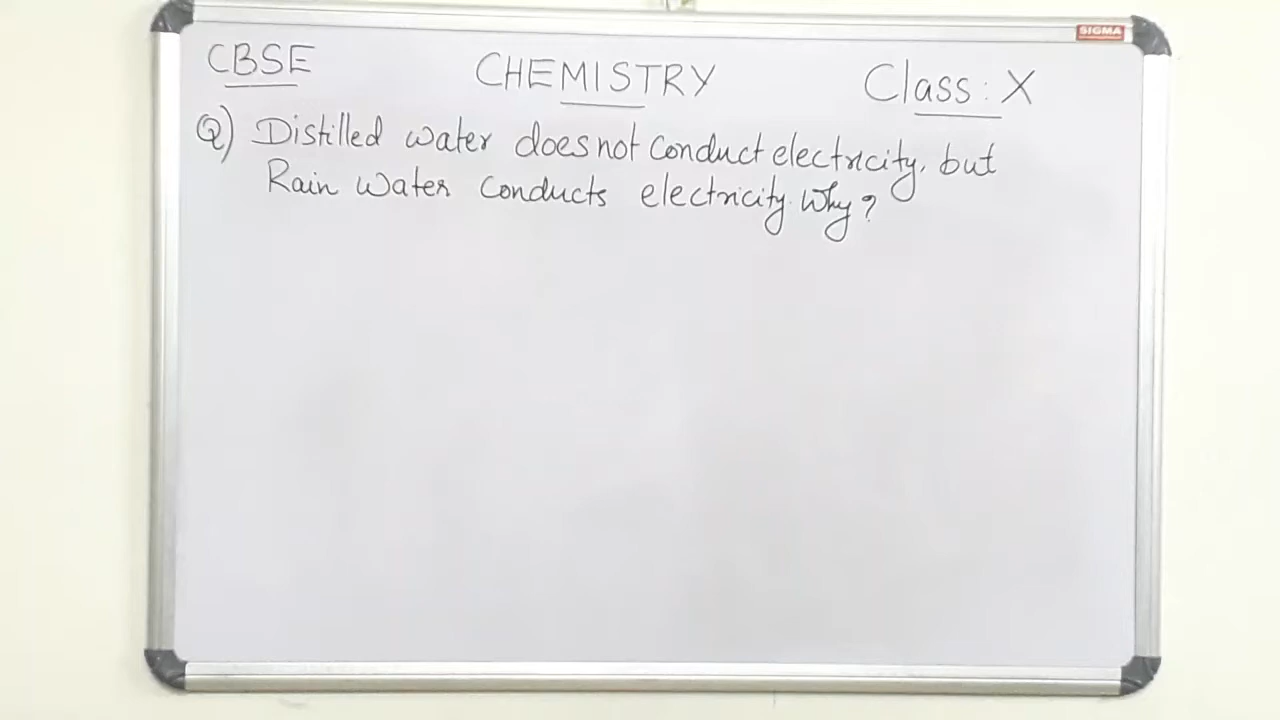 SIGMA
CBSE CHEMISTRY Class: X
Q) Distilled water does not conduct electricity, but
Rain Water Conducts electricity. Why?